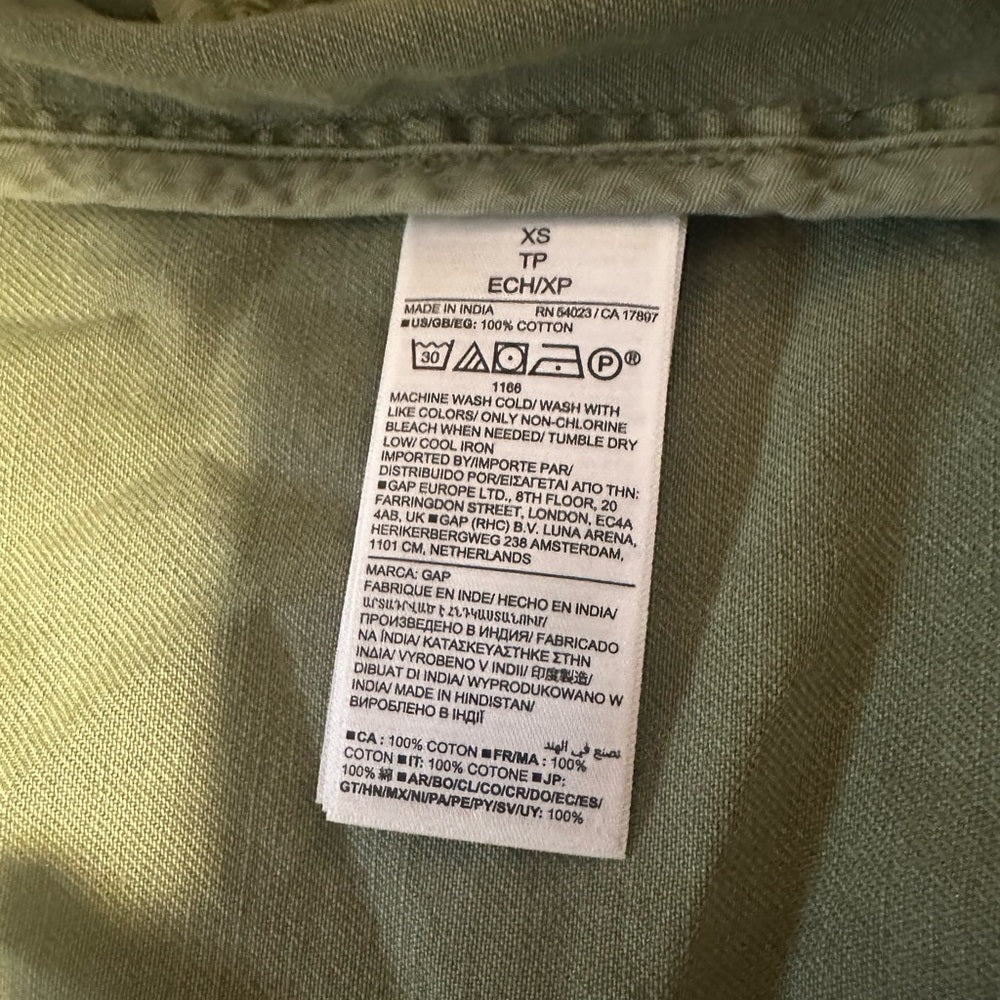 XS
TP
ECH/XP
MADE IN INDIA RN 54023 / CA 17897
■US/GB/EG: 100% COTTON
30 P ®
1166
MACHINE WASH COLD/ WASH WITH
LIKE COLORS/ ONLY NON-CHLORINE
BLEACH WHEN NEEDED/ TUMBLE DRY
LOW/ COOL IRON
IMPORTED BY/IMPORTE PAR/
DISTRIBUIDO POR/ΕΙΣΑΓΕΤΑΙ ΑΠΟ ΤΗΝ:
■GAP EUROPE LTD., 8TH FLOOR, 20
FARRINGDON STREET, LONDON, EC4A
4AB, UK ■GAP (RHC) B.V. LUNA ARENA,
HERIKERBERGWEG 238 AMSTERDAM,
1101 CM, NETHERLANDS
MARCA: GAP
FABRIQUE EN INDE/ HECHO EN INDIA/
ԱՐՏԱԴՐՎԱԾ Է ՀՆԴԿԱՍՏԱՆՈՒՄ/
ПРОИЗВЕДЕНО В ИНДИЯ/ FABRICADO
NA ÍNDIA/ ΚΑΤΑΣΚΕΥΑΣΤΗΚΕ ΣΤΗΝ
ΙΝΔΙΑ/ VYROBENO V INDII/ 印度製造/
DIBUAT DI INDIA/ WYPRODUKOWANO W
INDIA/ MADE IN HINDISTAN/
ВИРОБЛЕНО В ІНДІЇ
تصنع في الهند
■CA : 100% COTON ■FR/MA : 100%
COTON ■IT: 100% COTONE ■JP:
100% 綿 ■AR/BO/CL/CO/CR/DO/EC/ES/
GT/HN/MX/NI/PA/PE/PY/SV/UY: 100%